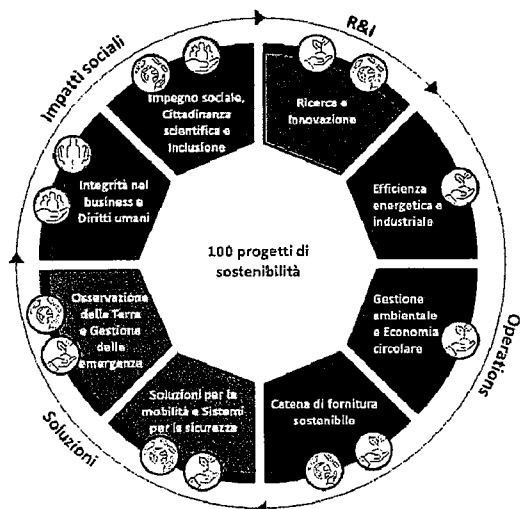 R&I
Impatti sociali
Impegno sociale,
Cittadinanza
scientifica e
Inclusione
Ricerca e
Innovazione
Integrità nel
business e
Diritti umani
Efficienza
energetica e
industriale
100 progetti di
sostenibilità
Osservazione
della Terra
e Gestione
delle
emergenze
Gestione
ambientale
e Economia
circolare
Operations
Soluzioni per la
mobilità e Sistemi
per la sicurezza
Catena di fornitura
sostenibile
Soluzioni